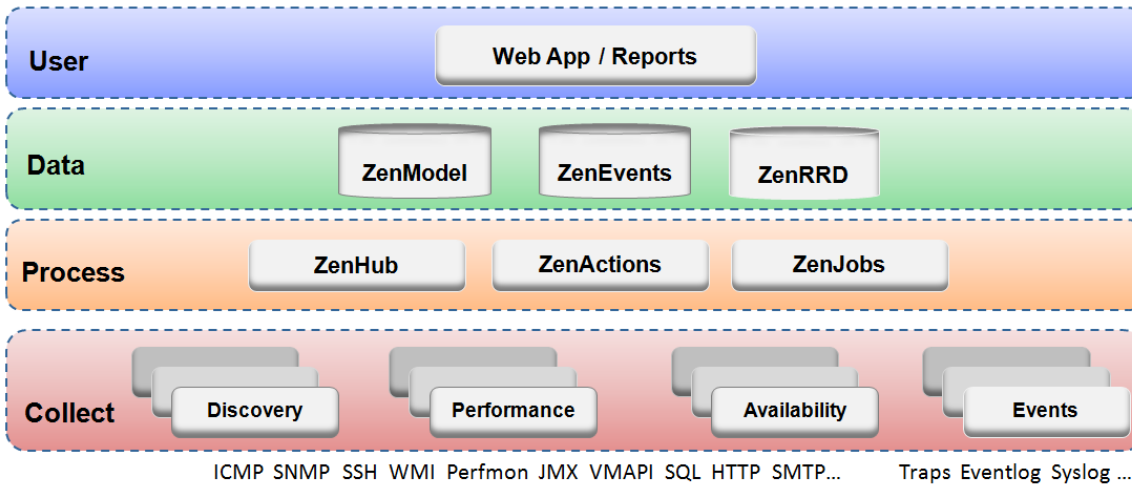 User
Web App / Reports
Data
ZenModel ZenEvents ZenRRD
Process
ZenHub ZenActions ZenJobs
Collect
Discovery Performance Availability Events
ICMP SNMP SSH WMI Perfmon JMX VMAPI SQL HTTP SMTP... Traps Eventlog Syslog ...